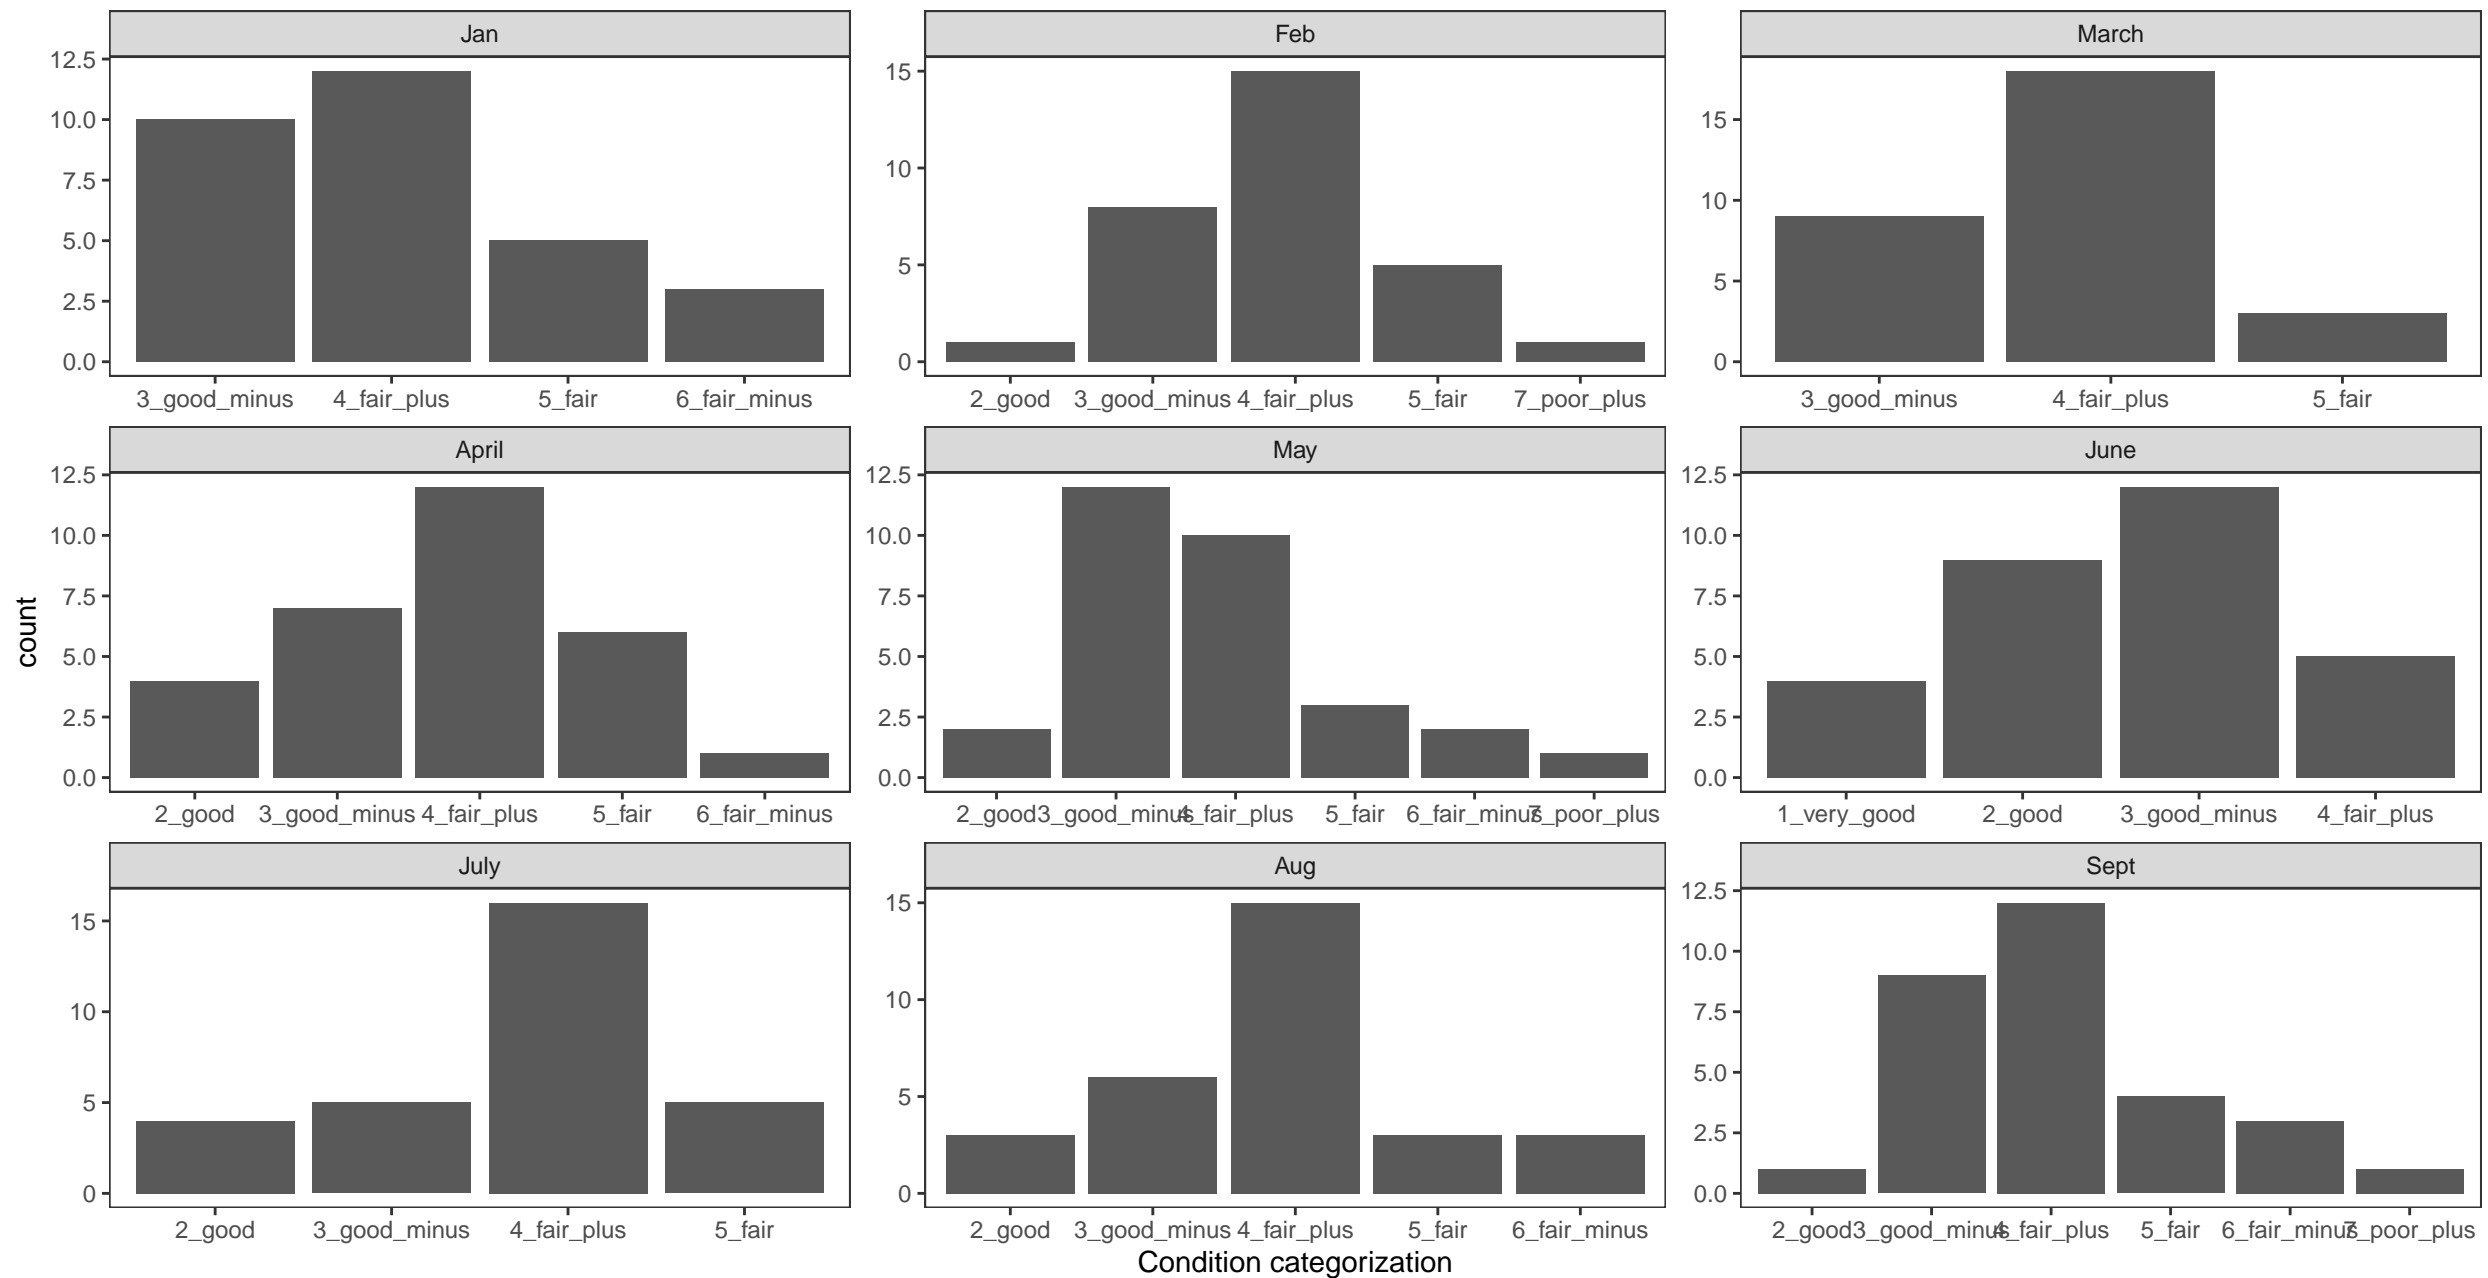 Jan
Feb
March
12.5
10.0
7.5
5.0
2.5
0.0
15
10
5
0
15
10
5
0
3_good_minus 4_fair_plus 5_fair 6_fair_minus
2_good 3_good_minus 4_fair_plus 5_fair 7_poor_plus
3_good_minus 4_fair_plus 5_fair
April
May
June
count
12.5
10.0
7.5
5.0
2.5
0.0
12.5
10.0
7.5
5.0
2.5
0.0
12.5
10.0
7.5
5.0
2.5
0.0
2_good 3_good_minus 4_fair_plus 5_fair 6_fair_minus
2_good 3_good_minus 4_fair_plus 5_fair 6_fair_minus 7_poor_plus
1_very_good 2_good 3_good_minus 4_fair_plus
July
Aug
Sept
15
10
5
0
15
10
5
0
12.5
10.0
7.5
5.0
2.5
0.0
2_good 3_good_minus 4_fair_plus 5_fair
2_good 3_good_minus 4_fair_plus 5_fair 6_fair_minus
2_good 3_good_minus 4_fair_plus 5_fair 6_fair_minus 7_poor_plus
Condition categorization